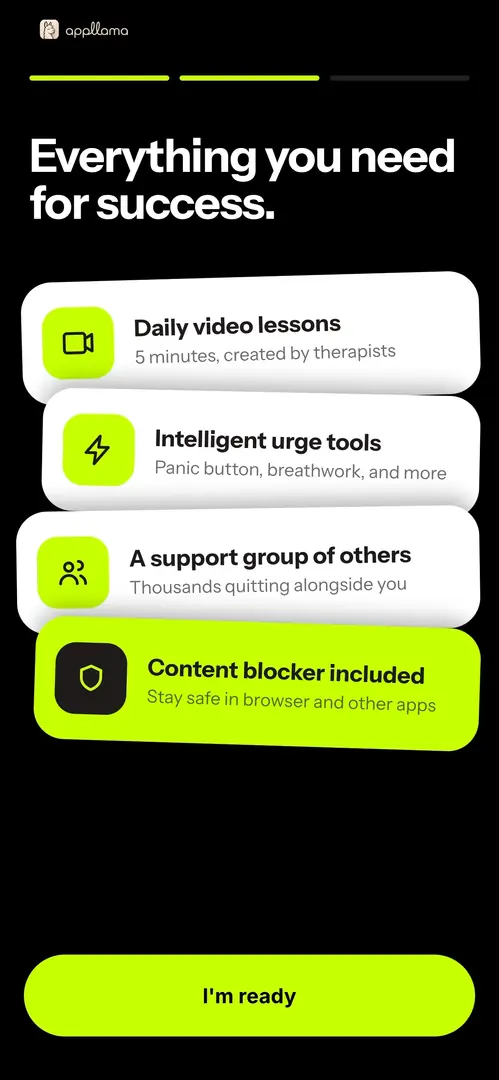 appllama
Everything you need
for success.
Daily video lessons
5 minutes, created by therapists
Intelligent urge tools
Panic button, breathwork, and more
A support group of others
Thousands quitting alongside you
Content blocker included
Stay safe in browser and other apps
I'm ready